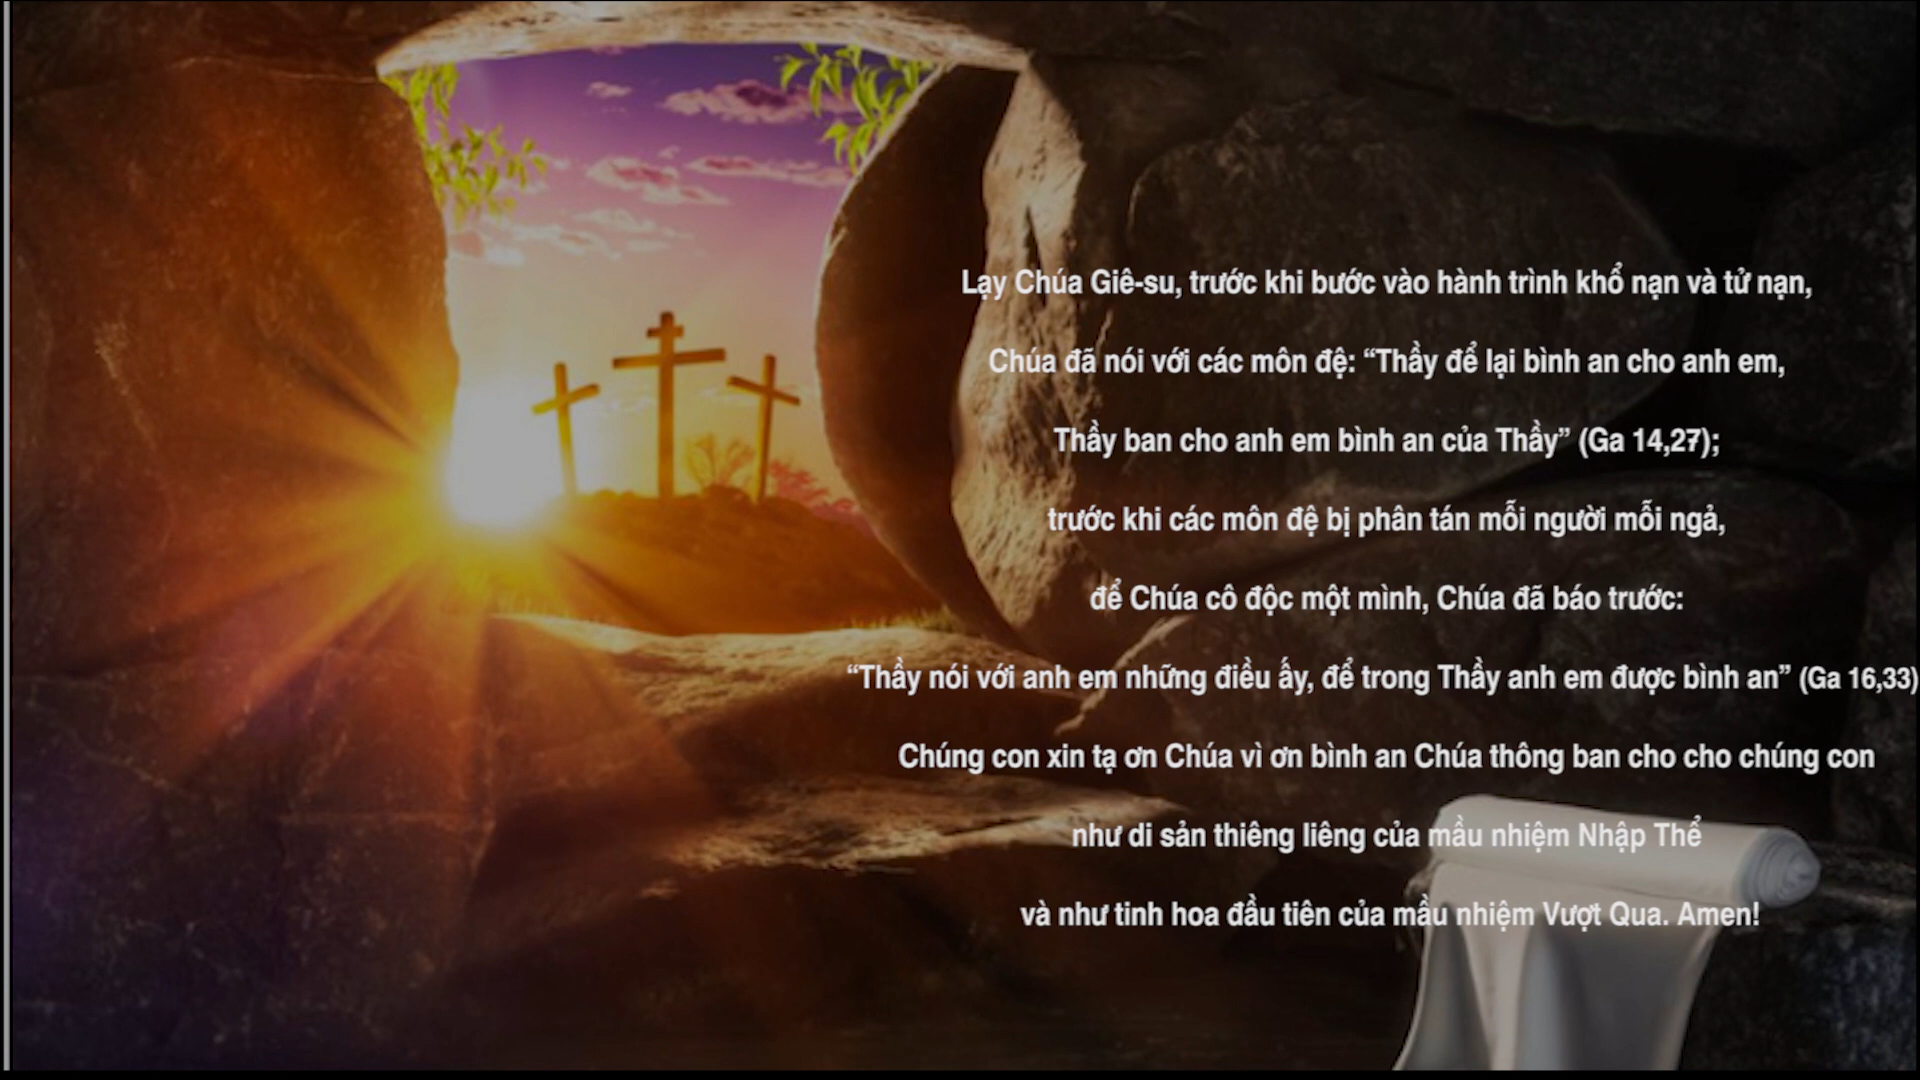 Lạy Chúa Giê-su, trước khi bước vào hành trình khổ nạn và tử nạn,
Chúa đã nói với các môn đệ: “Thầy để lại bình an cho anh em,
Thầy ban cho anh em bình an của Thầy” (Ga 14,27);
trước khi các môn đệ bị phân tán mỗi người mỗi ngả,
để Chúa cô độc một mình, Chúa đã báo trước:
“Thầy nói với anh em những điều ấy, để trong Thầy anh em được bình an” (Ga 16,33)
Chúng con xin tạ ơn Chúa vì ơn bình an Chúa thông ban cho cho chúng con
như di sản thiêng liêng của mầu nhiệm Nhập Thể
và như tinh hoa đầu tiên của mầu nhiệm Vượt Qua. Amen!